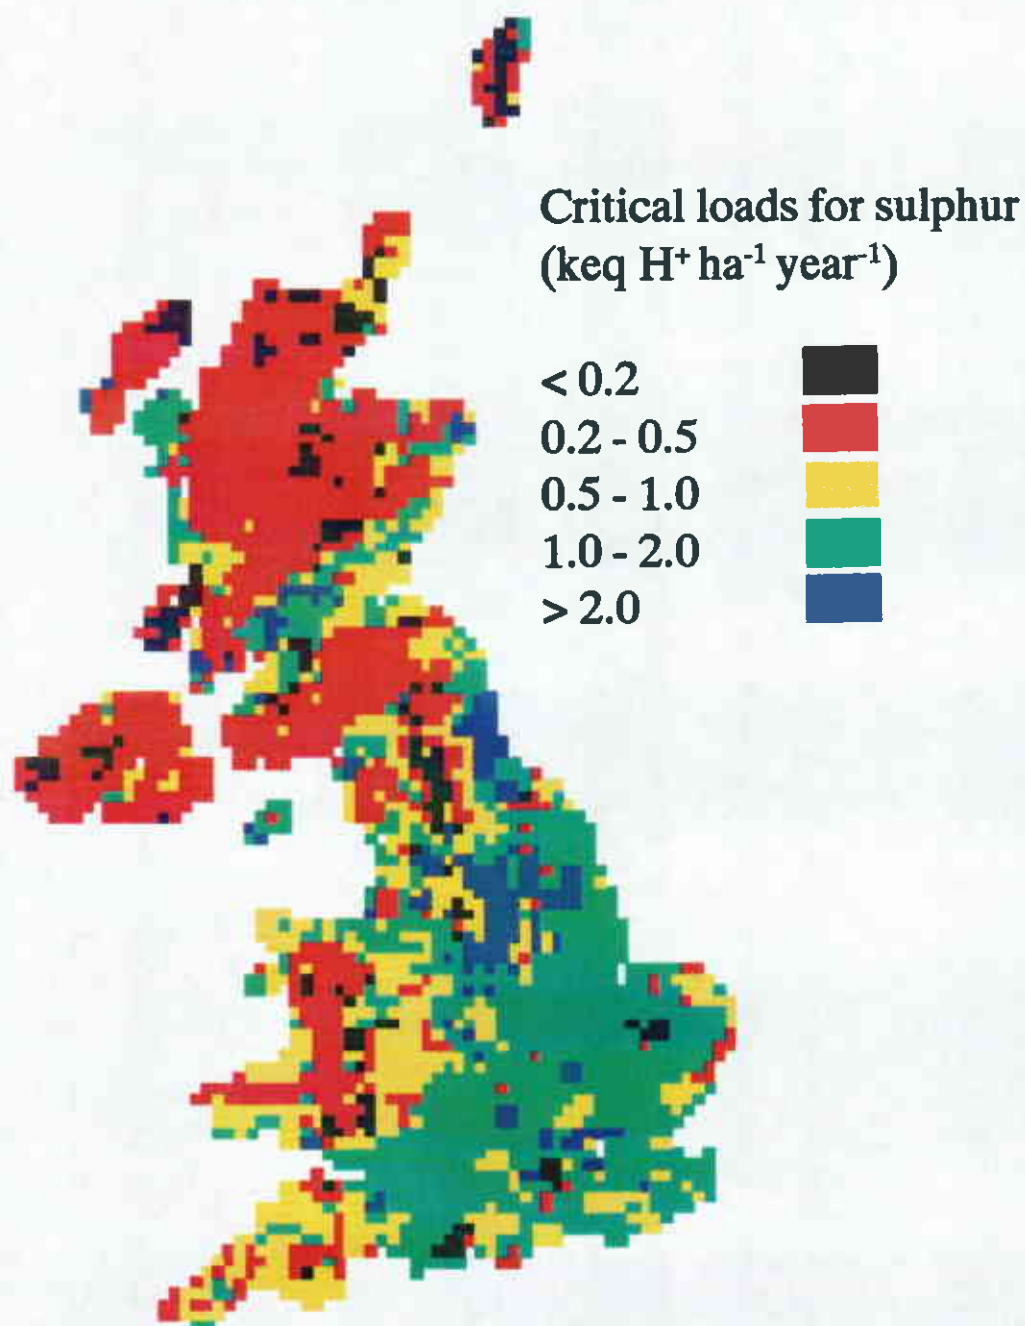 Critical loads for sulphur
(keq H⁺ ha⁻¹ year⁻¹)
< 0.2
0.2 - 0.5
0.5 - 1.0
1.0 - 2.0
> 2.0